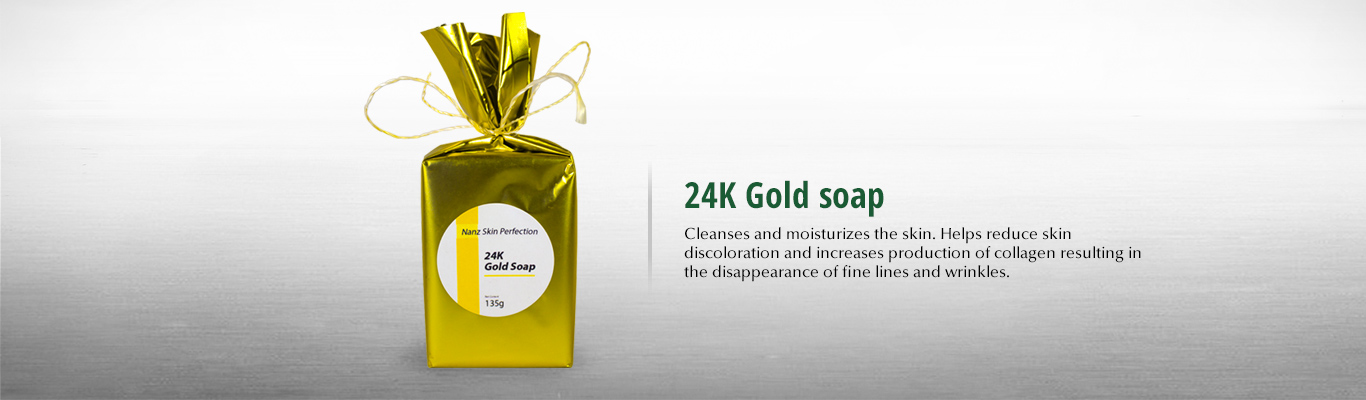 Nanz Skin Perfection
24K
Gold Soap
135g
24K Gold soap
Cleanses and moisturizes the skin. Helps reduce skin
discoloration and increases production of collagen resulting in
the disappearance of fine lines and wrinkles.